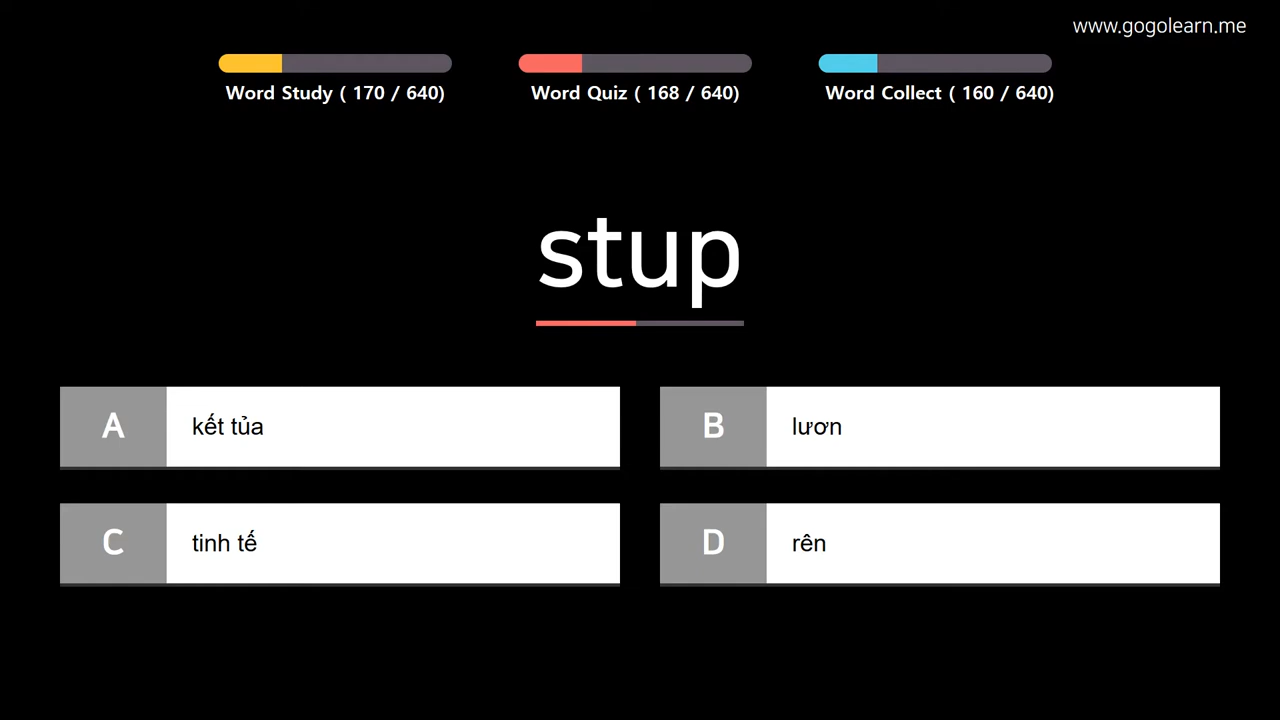 www.gogolearn.me
Word Study ( 170 / 640)
Word Quiz ( 168 / 640)
Word Collect ( 160 / 640)
stup
A kết tủa
B lươn
C tinh tế
D rên